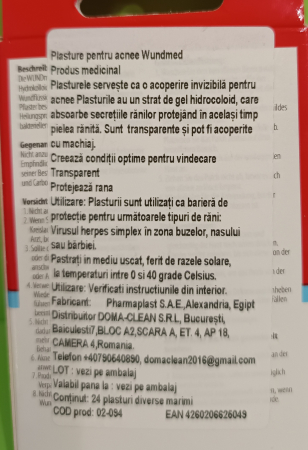 Plasture pentru acnee Wundmed
Produs medicinal
Plasturele servește ca o acoperire invizibilă pentru
acnee Plasturile au un strat de gel hidrocoloid, care
absoarbe secrețiile rănilor protejând în același timp
pielea rănită. Sunt transparente și pot fi acoperite
cu machiaj.
Creează condiții optime pentru vindecare
Transparent
Protejează rana
Utilizare: Plasturii sunt utilizați ca barieră de
protecție pentru următoarele tipuri de răni:
Virusul herpes simplex în zona buzelor, nasului
sau bărbiei.
Pastrați in mediu uscat, ferit de razele solare,
la temperaturi intre 0 si 40 grade Celsius.
Utilizare: Verificati instructiunile din interior.
Fabricant: Pharmaplast S.A.E.,Alexandria, Egipt
Distribuitor DOMA-CLEAN S.R.L, București,
Baiculesti7,BLOC A2,SCARA A, ET. 4, AP 18,
CAMERA 4,Romania.
Telefon +40790640890, domaclean2016@gmail.com
LOT : vezi pe ambalaj
Valabil pana la : vezi pe ambalaj
Conținut: 24 plasturi diverse marimi
COD prod: 02-094 EAN 4260206626049